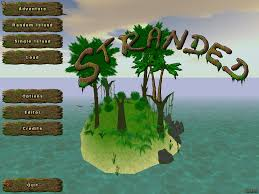 Adventure
Random Island
Single Island
Load
STRANDED
Options
Editor
Credits
Quit